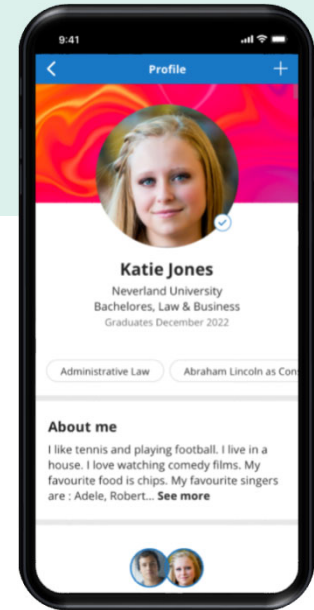 9:41
Profile
Katie Jones
Neverland University
Bachelores, Law & Business
Graduates December 2022
Administrative Law Abraham Lincoln as Con
About me
I like tennis and playing football. I live in a
house. I love watching comedy films. My
favourite food is chips. My favourite singers
are : Adele, Robert... See more